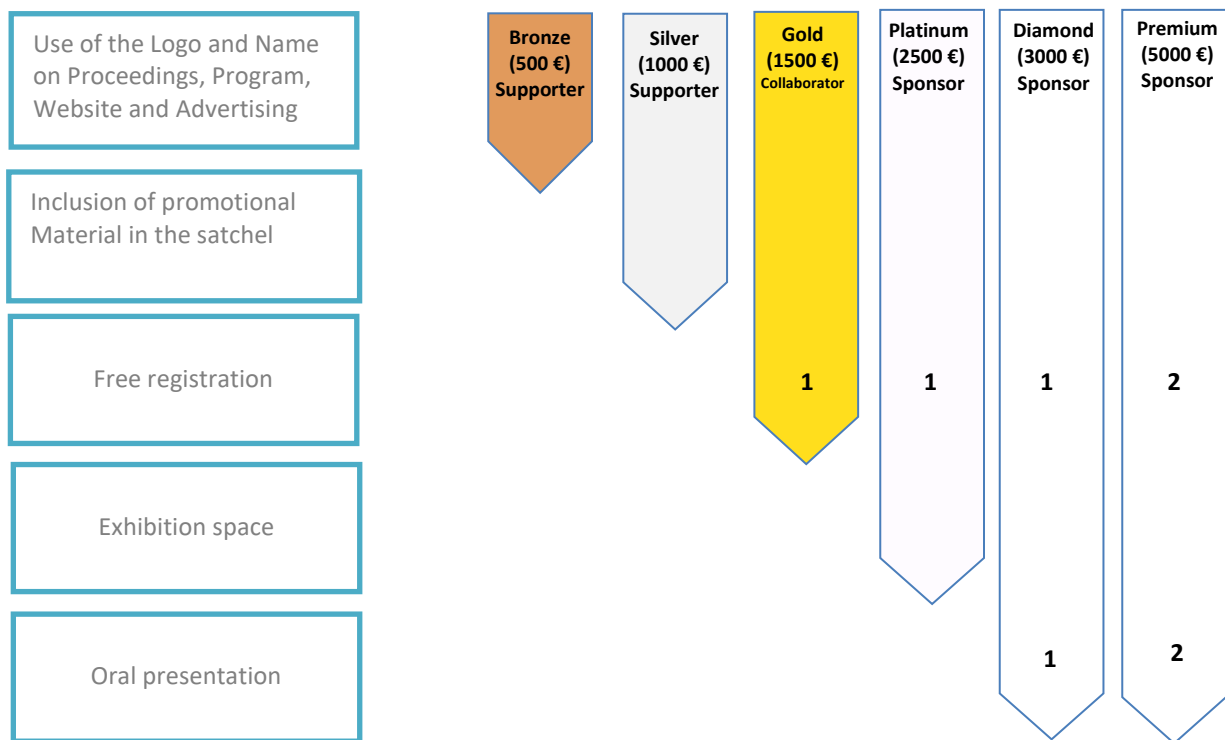 Use of the Logo and Name
on Proceedings, Program,
Website and Advertising
Bronze
(500 €)
Supporter
Silver
(1000 €)
Supporter
Gold
(1500 €)
Collaborator
Platinum
(2500 €)
Sponsor
Diamond
(3000 €)
Sponsor
Premium
(5000 €)
Sponsor
Inclusion of promotional
Material in the satchel
Free registration
1
1
1
2
Exhibition space
Oral presentation
1
2